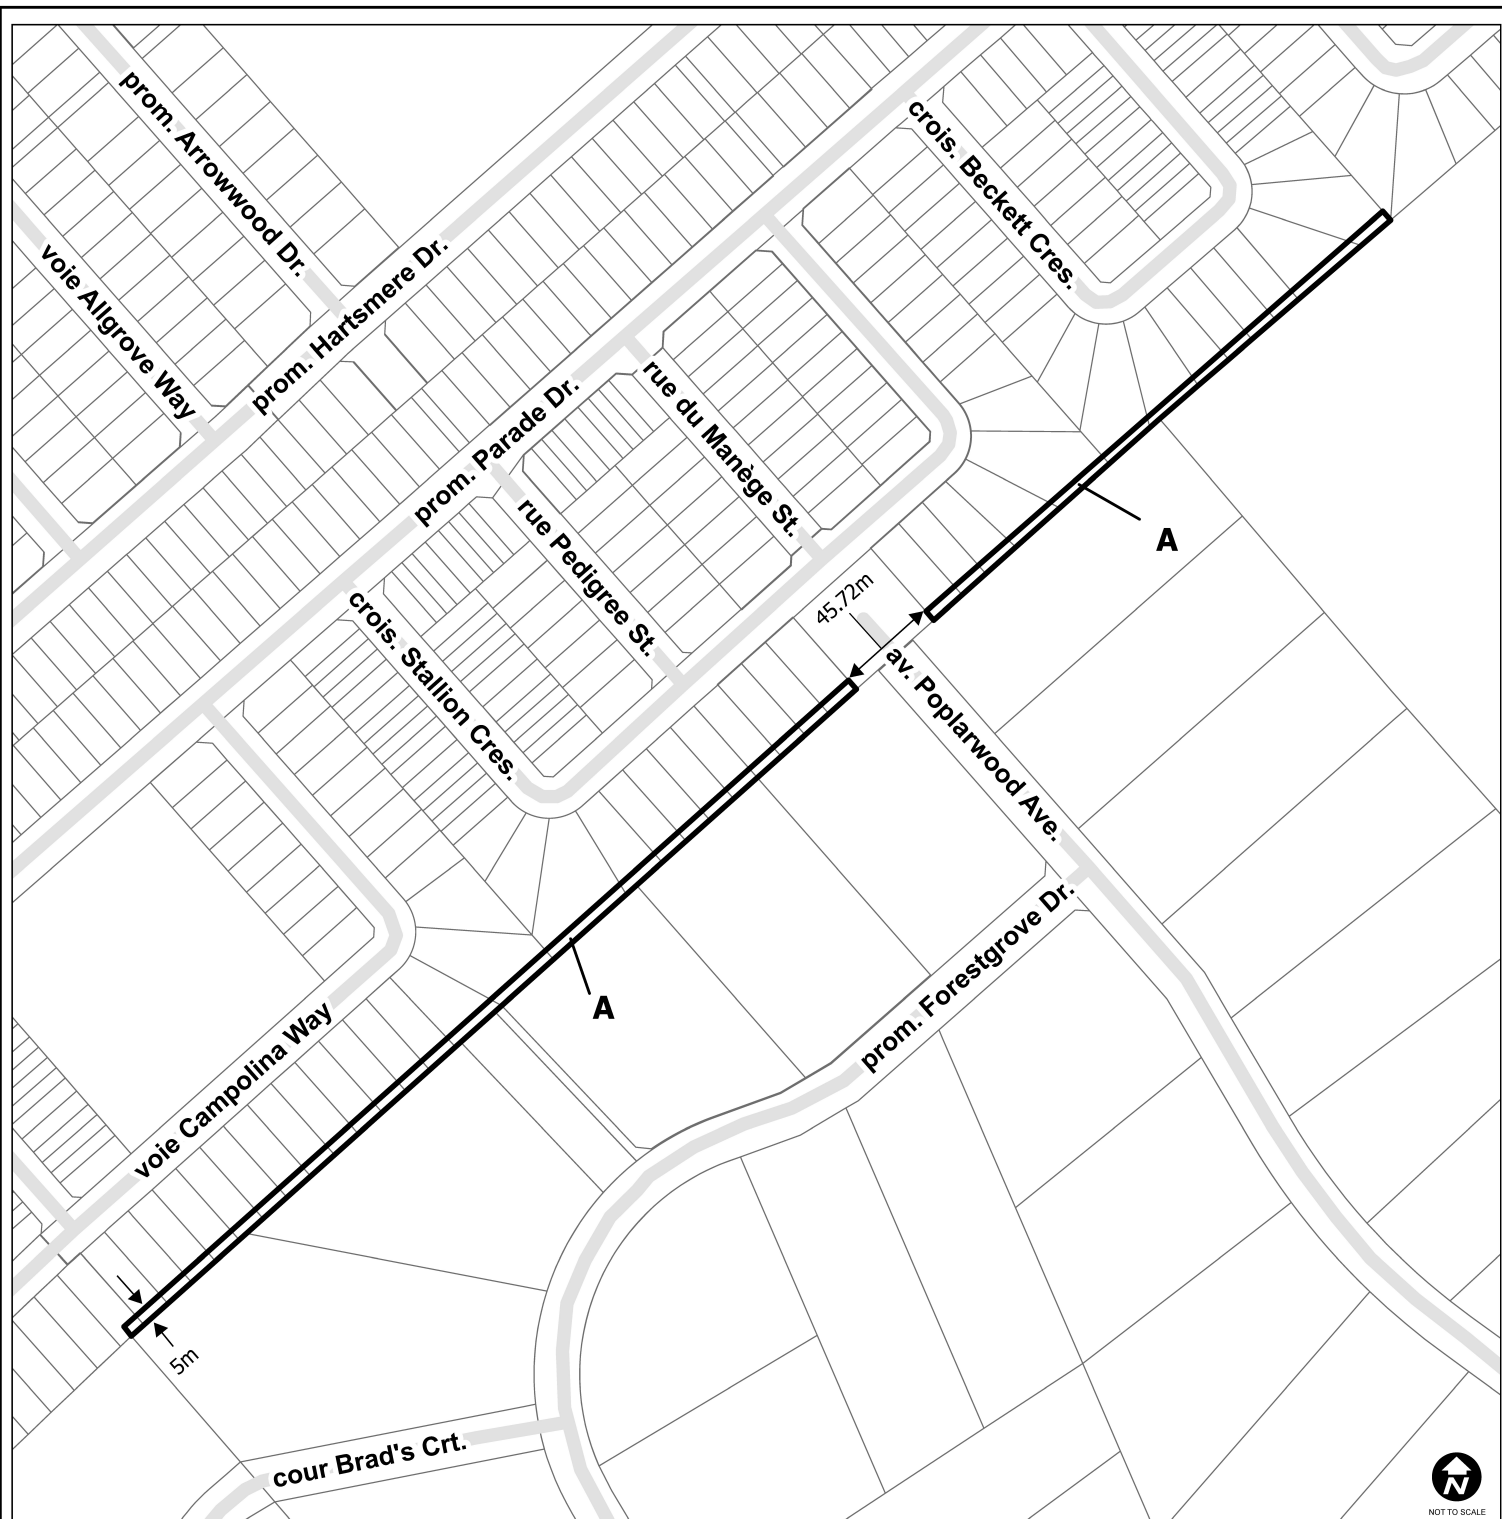 prom. Arrowwood Dr.
crois. Beckett Cres.
voie Allgrove Way
prom. Hartsmere Dr.
rue du Manège St.
prom. Parade Dr.
rue Pedigree St.
A
45.72m
crois. Stallion Cres.
av. Poplarwood Ave.
prom. Forestgrove Dr.
A
voie Campolina Way
5m
cour Brad's Crt.
N
NOT TO SCALE